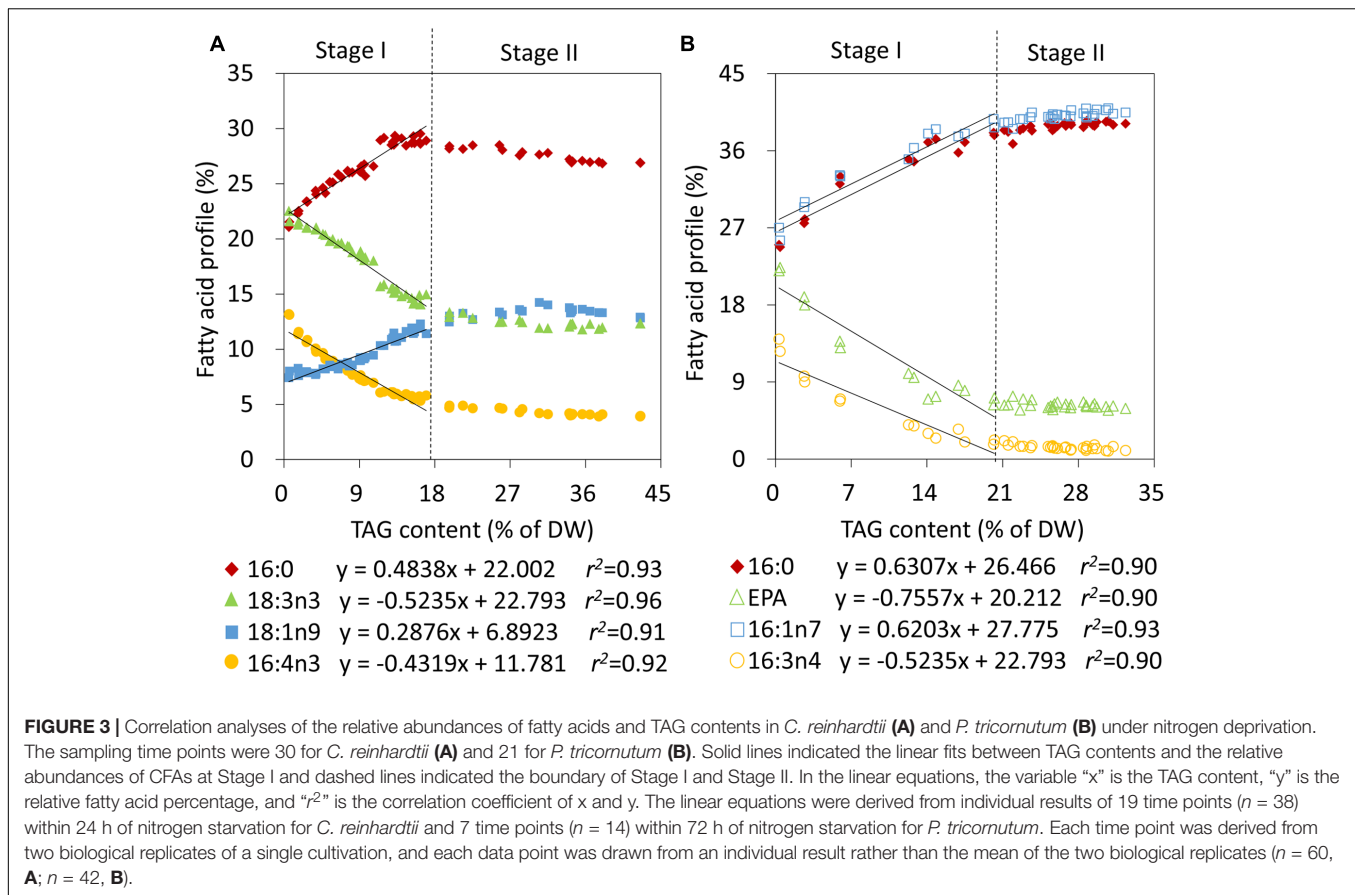 A
Stage I Stage II
Fatty acid profile (%)
35
30
25
20
15
10
5
0
0 9 18 27 36 45
TAG content (% of DW)
16:0 y = 0.4838x + 22.002 r²=0.93
18:3n3 y = -0.5235x + 22.793 r²=0.96
18:1n9 y = 0.2876x + 6.8923 r²=0.91
16:4n3 y = -0.4319x + 11.781 r²=0.92
B
Stage I Stage II
Fatty acid profile (%)
45
36
27
18
9
0
0 7 14 21 28 35
TAG content (% of DW)
16:0 y = 0.6307x + 26.466 r²=0.90
EPA y = -0.7557x + 20.212 r²=0.90
16:1n7 y = 0.6203x + 27.775 r²=0.93
16:3n4 y = -0.5235x + 22.793 r²=0.90
FIGURE 3 | Correlation analyses of the relative abundances of fatty acids and TAG contents in C. reinhardtii (A) and P. tricornutum (B) under nitrogen deprivation.
The sampling time points were 30 for C. reinhardtii (A) and 21 for P. tricornutum (B). Solid lines indicated the linear fits between TAG contents and the relative
abundances of CFAs at Stage I and dashed lines indicated the boundary of Stage I and Stage II. In the linear equations, the variable “x” is the TAG content, “y” is the
relative fatty acid percentage, and “r²” is the correlation coefficient of x and y. The linear equations were derived from individual results of 19 time points (n = 38)
within 24 h of nitrogen starvation for C. reinhardtii and 7 time points (n = 14) within 72 h of nitrogen starvation for P. tricornutum. Each time point was derived from
two biological replicates of a single cultivation, and each data point was drawn from an individual result rather than the mean of the two biological replicates (n = 60,
A; n = 42, B).